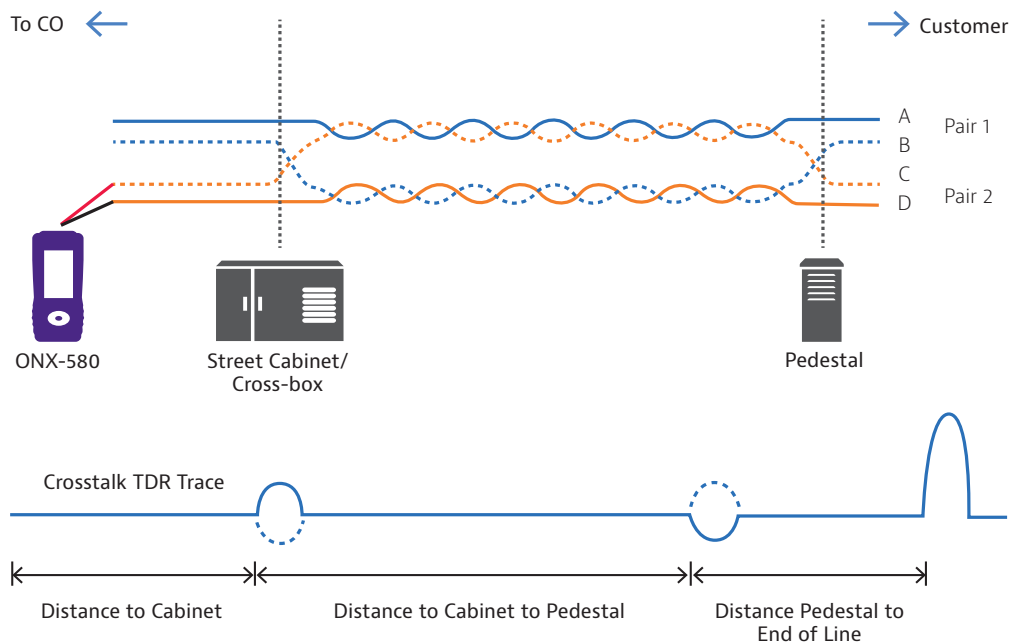 To CO
Customer
A
Pair 1
B
C
Pair 2
D
ONX-580
Street Cabinet/
Cross-box
Pedestal
Crosstalk TDR Trace
Distance to Cabinet
Distance to Cabinet to Pedestal
Distance Pedestal to
End of Line